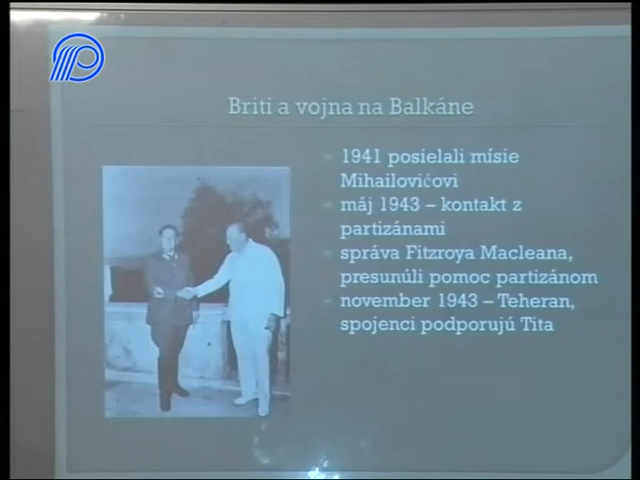 Briti a vojna na Balkáne
1941 posielali mísie
Mihailovićovi
máj 1943 – kontakt z
partizánami
správa Fitzroya Macleana,
presunúli pomoc partizánom
november 1943 – Teheran,
spojenci podporujú Tita